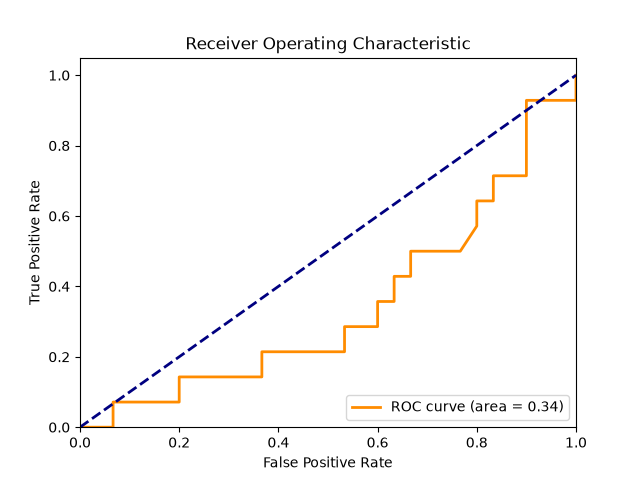 Receiver Operating Characteristic
1.0
0.8
0.6
0.4
0.2
0.0
True Positive Rate
ROC curve (area = 0.34)
0.0 0.2 0.4 0.6 0.8 1.0
False Positive Rate